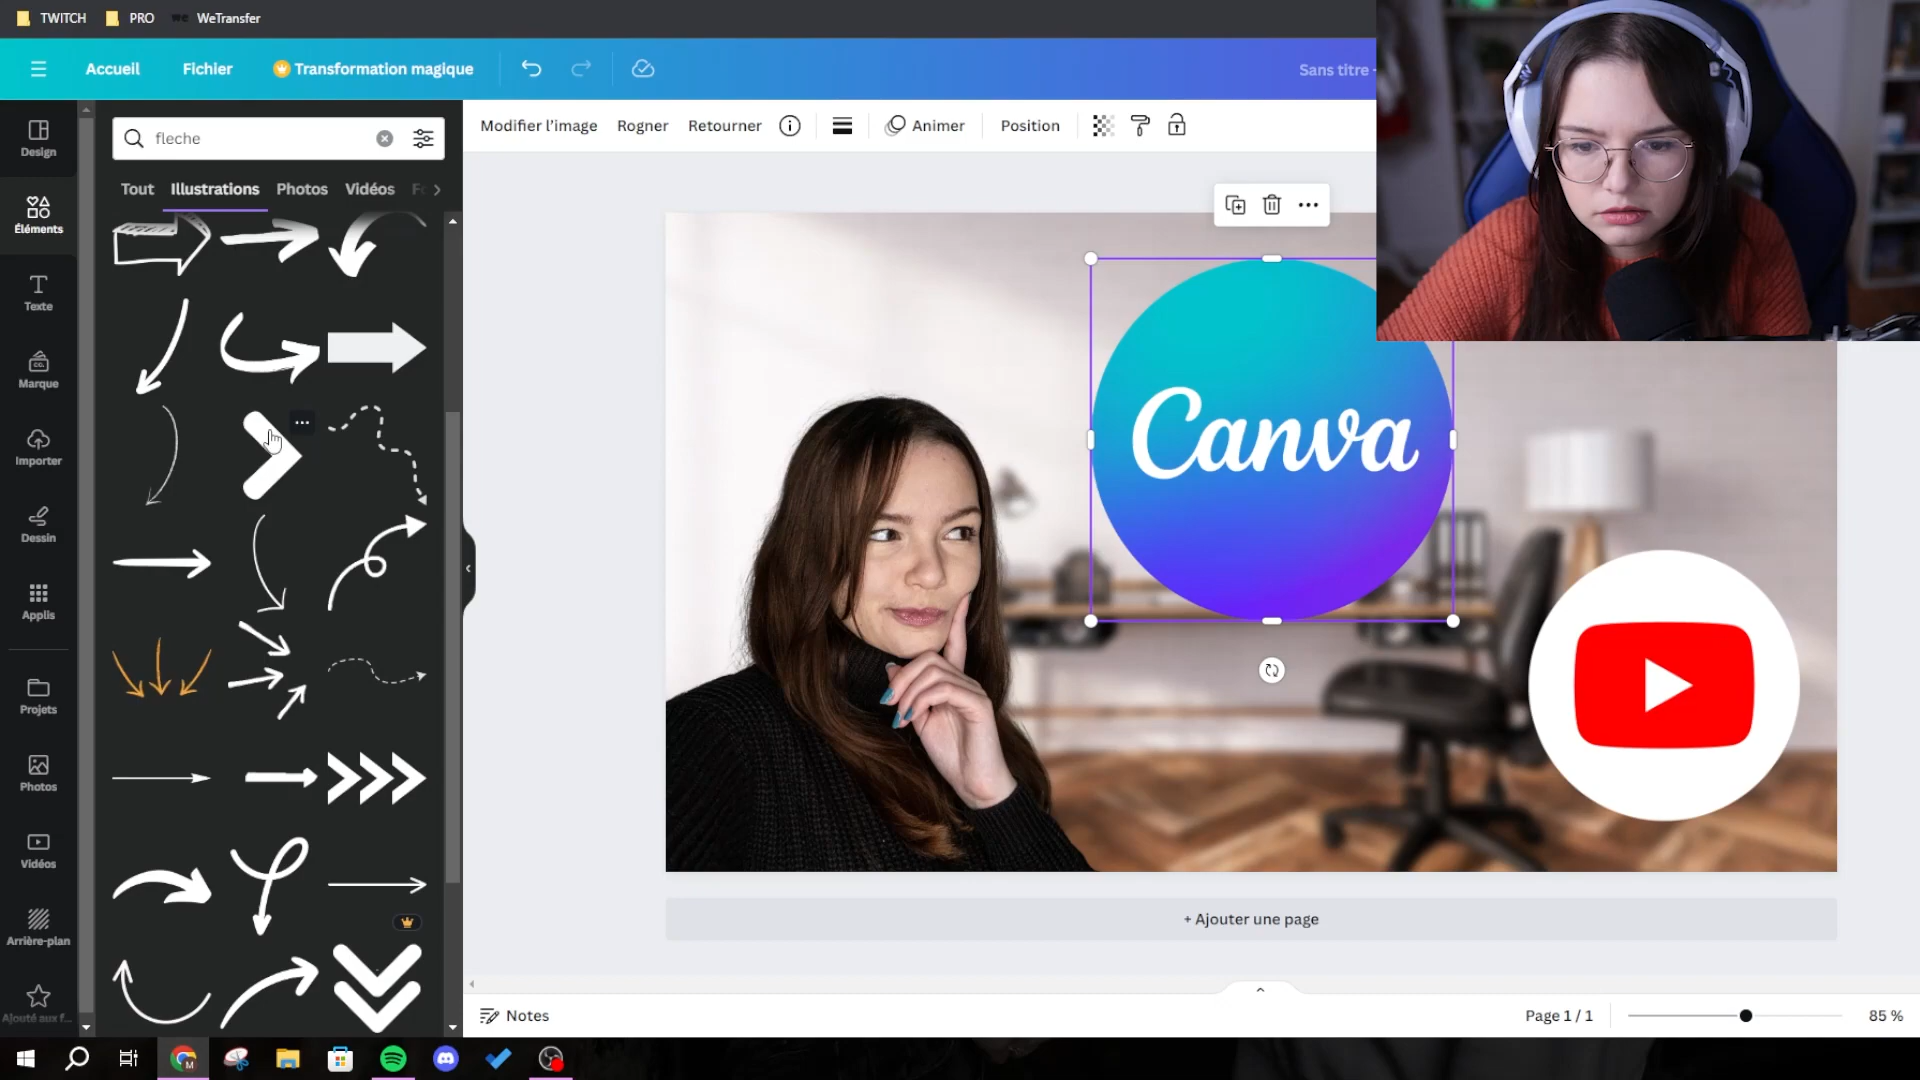 TWITCH PRO WeTransfer
Accueil Fichier Transformation magique Sans titre -
fleche
Tout Illustrations Photos Vidéos
Modifier l'image Rogner Retourner Animer Position
Design
Éléments
Texte
Marque
Importer
Dessin
Applis
Projets
Photos
Vidéos
Arrière-plan
Ajouté aux f...
Canva
+ Ajouter une page
Notes
Page 1 / 1 85 %